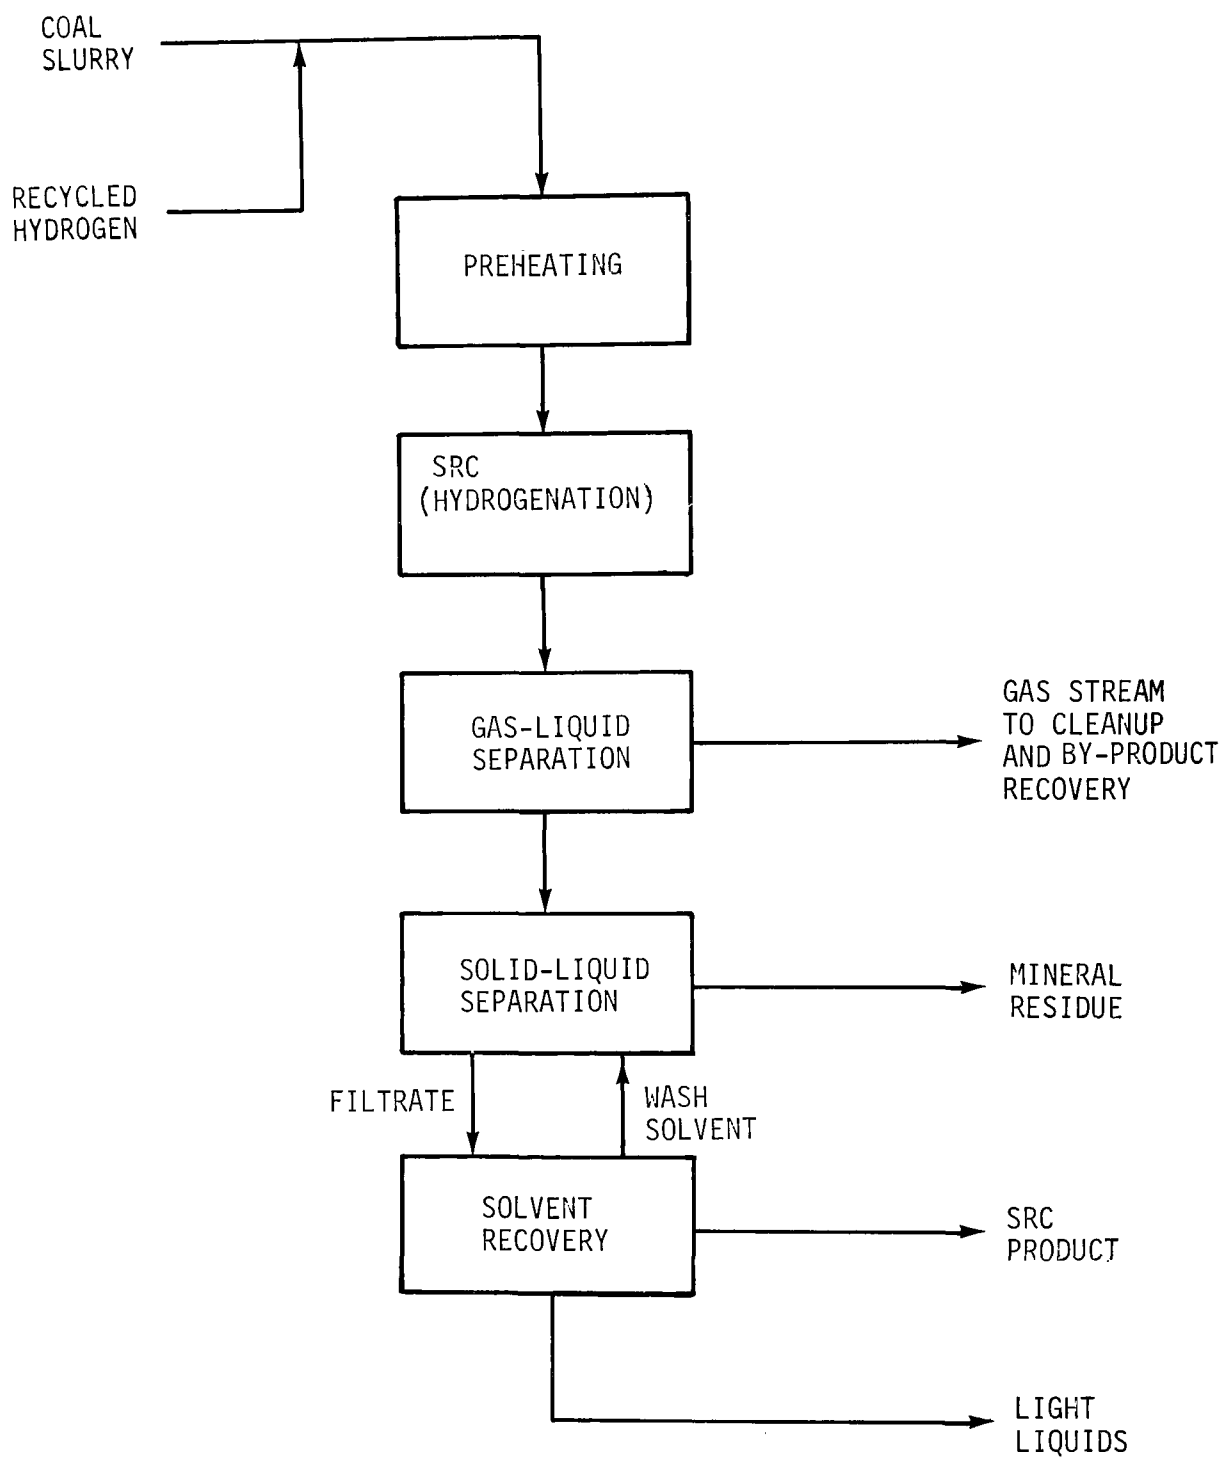 COAL
SLURRY
RECYCLED
HYDROGEN
PREHEATING
SRC
(HYDROGENATION)
GAS-LIQUID
SEPARATION
GAS STREAM
TO CLEANUP
AND BY-PRODUCT
RECOVERY
SOLID-LIQUID
SEPARATION
MINERAL
RESIDUE
FILTRATE
WASH
SOLVENT
SOLVENT
RECOVERY
SRC
PRODUCT
LIGHT
LIQUIDS